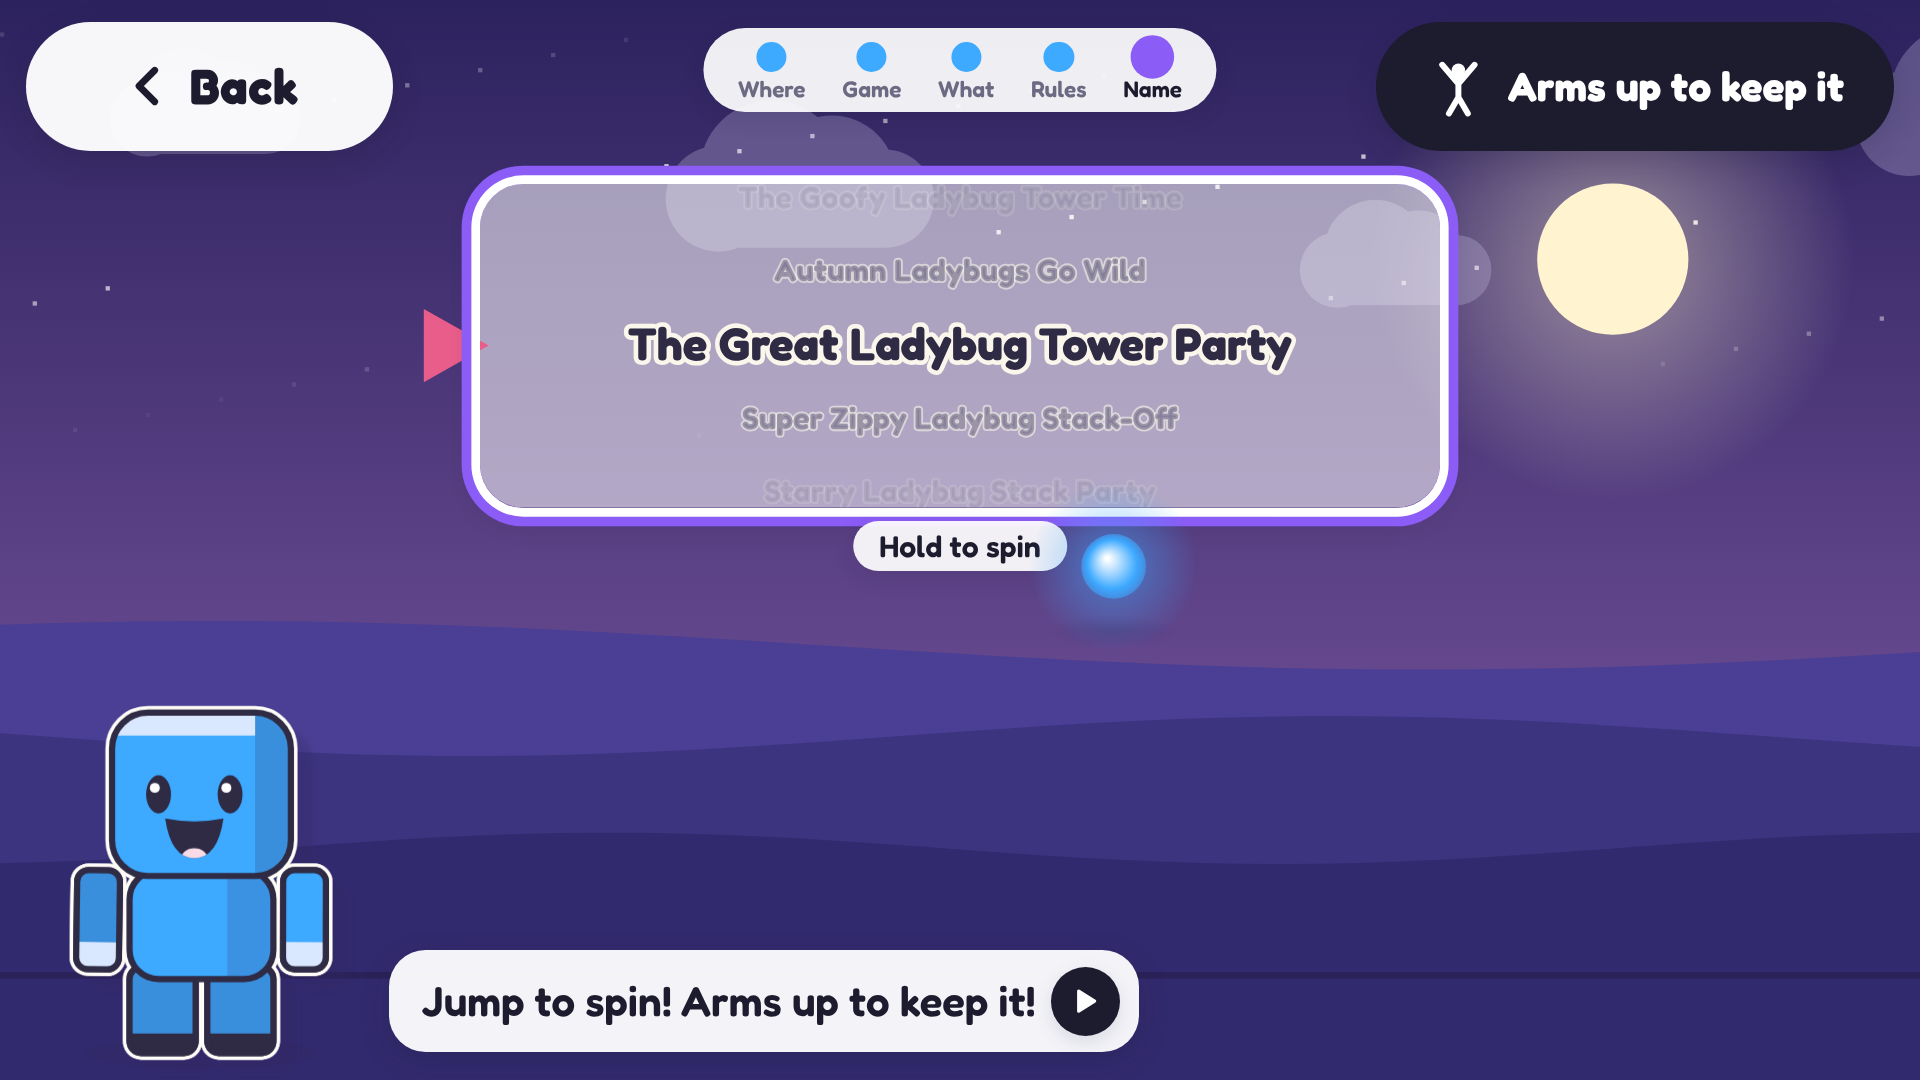 Back
Where
Game
What
Rules
Name
Arms up to keep it
The Goofy Ladybug Tower Time
Autumn Ladybugs Go Wild
The Great Ladybug Tower Party
Super Zippy Ladybug Stack-Off
Starry Ladybug Stack Party
Hold to spin
Jump to spin! Arms up to keep it!